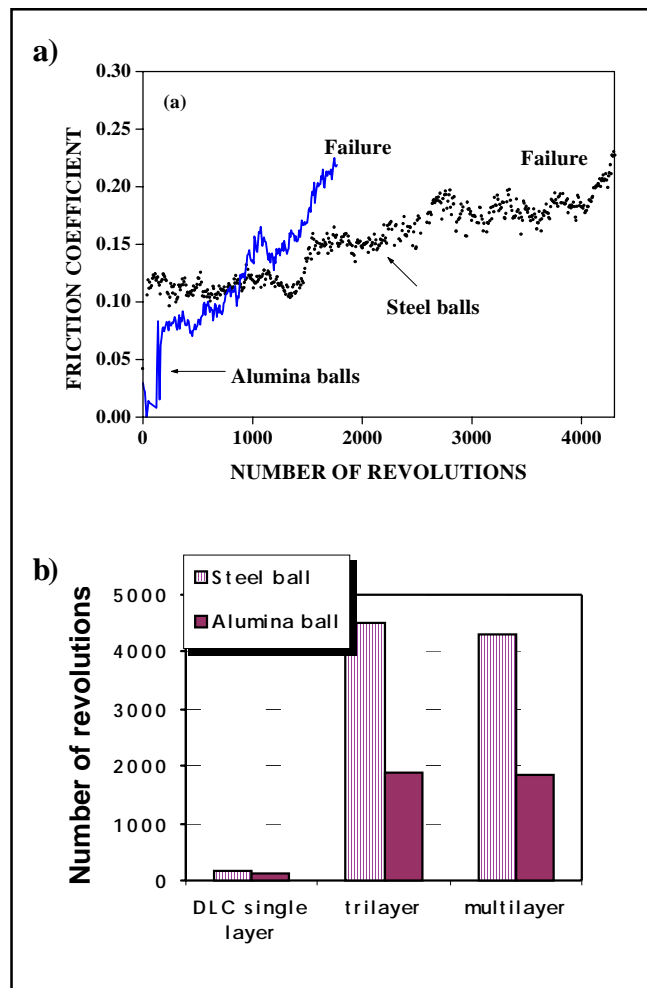 a)
(a)
0.30
0.25
0.20
0.15
0.10
0.05
0.00
FRICTION COEFFICIENT
Failure
Failure
Steel balls
Alumina balls
0
1000
2000
3000
4000
NUMBER OF REVOLUTIONS
b)
Steel ball
Alumina ball
Number of revolutions
5000
4000
3000
2000
1000
0
DLC single
layer
trilayer
multilayer